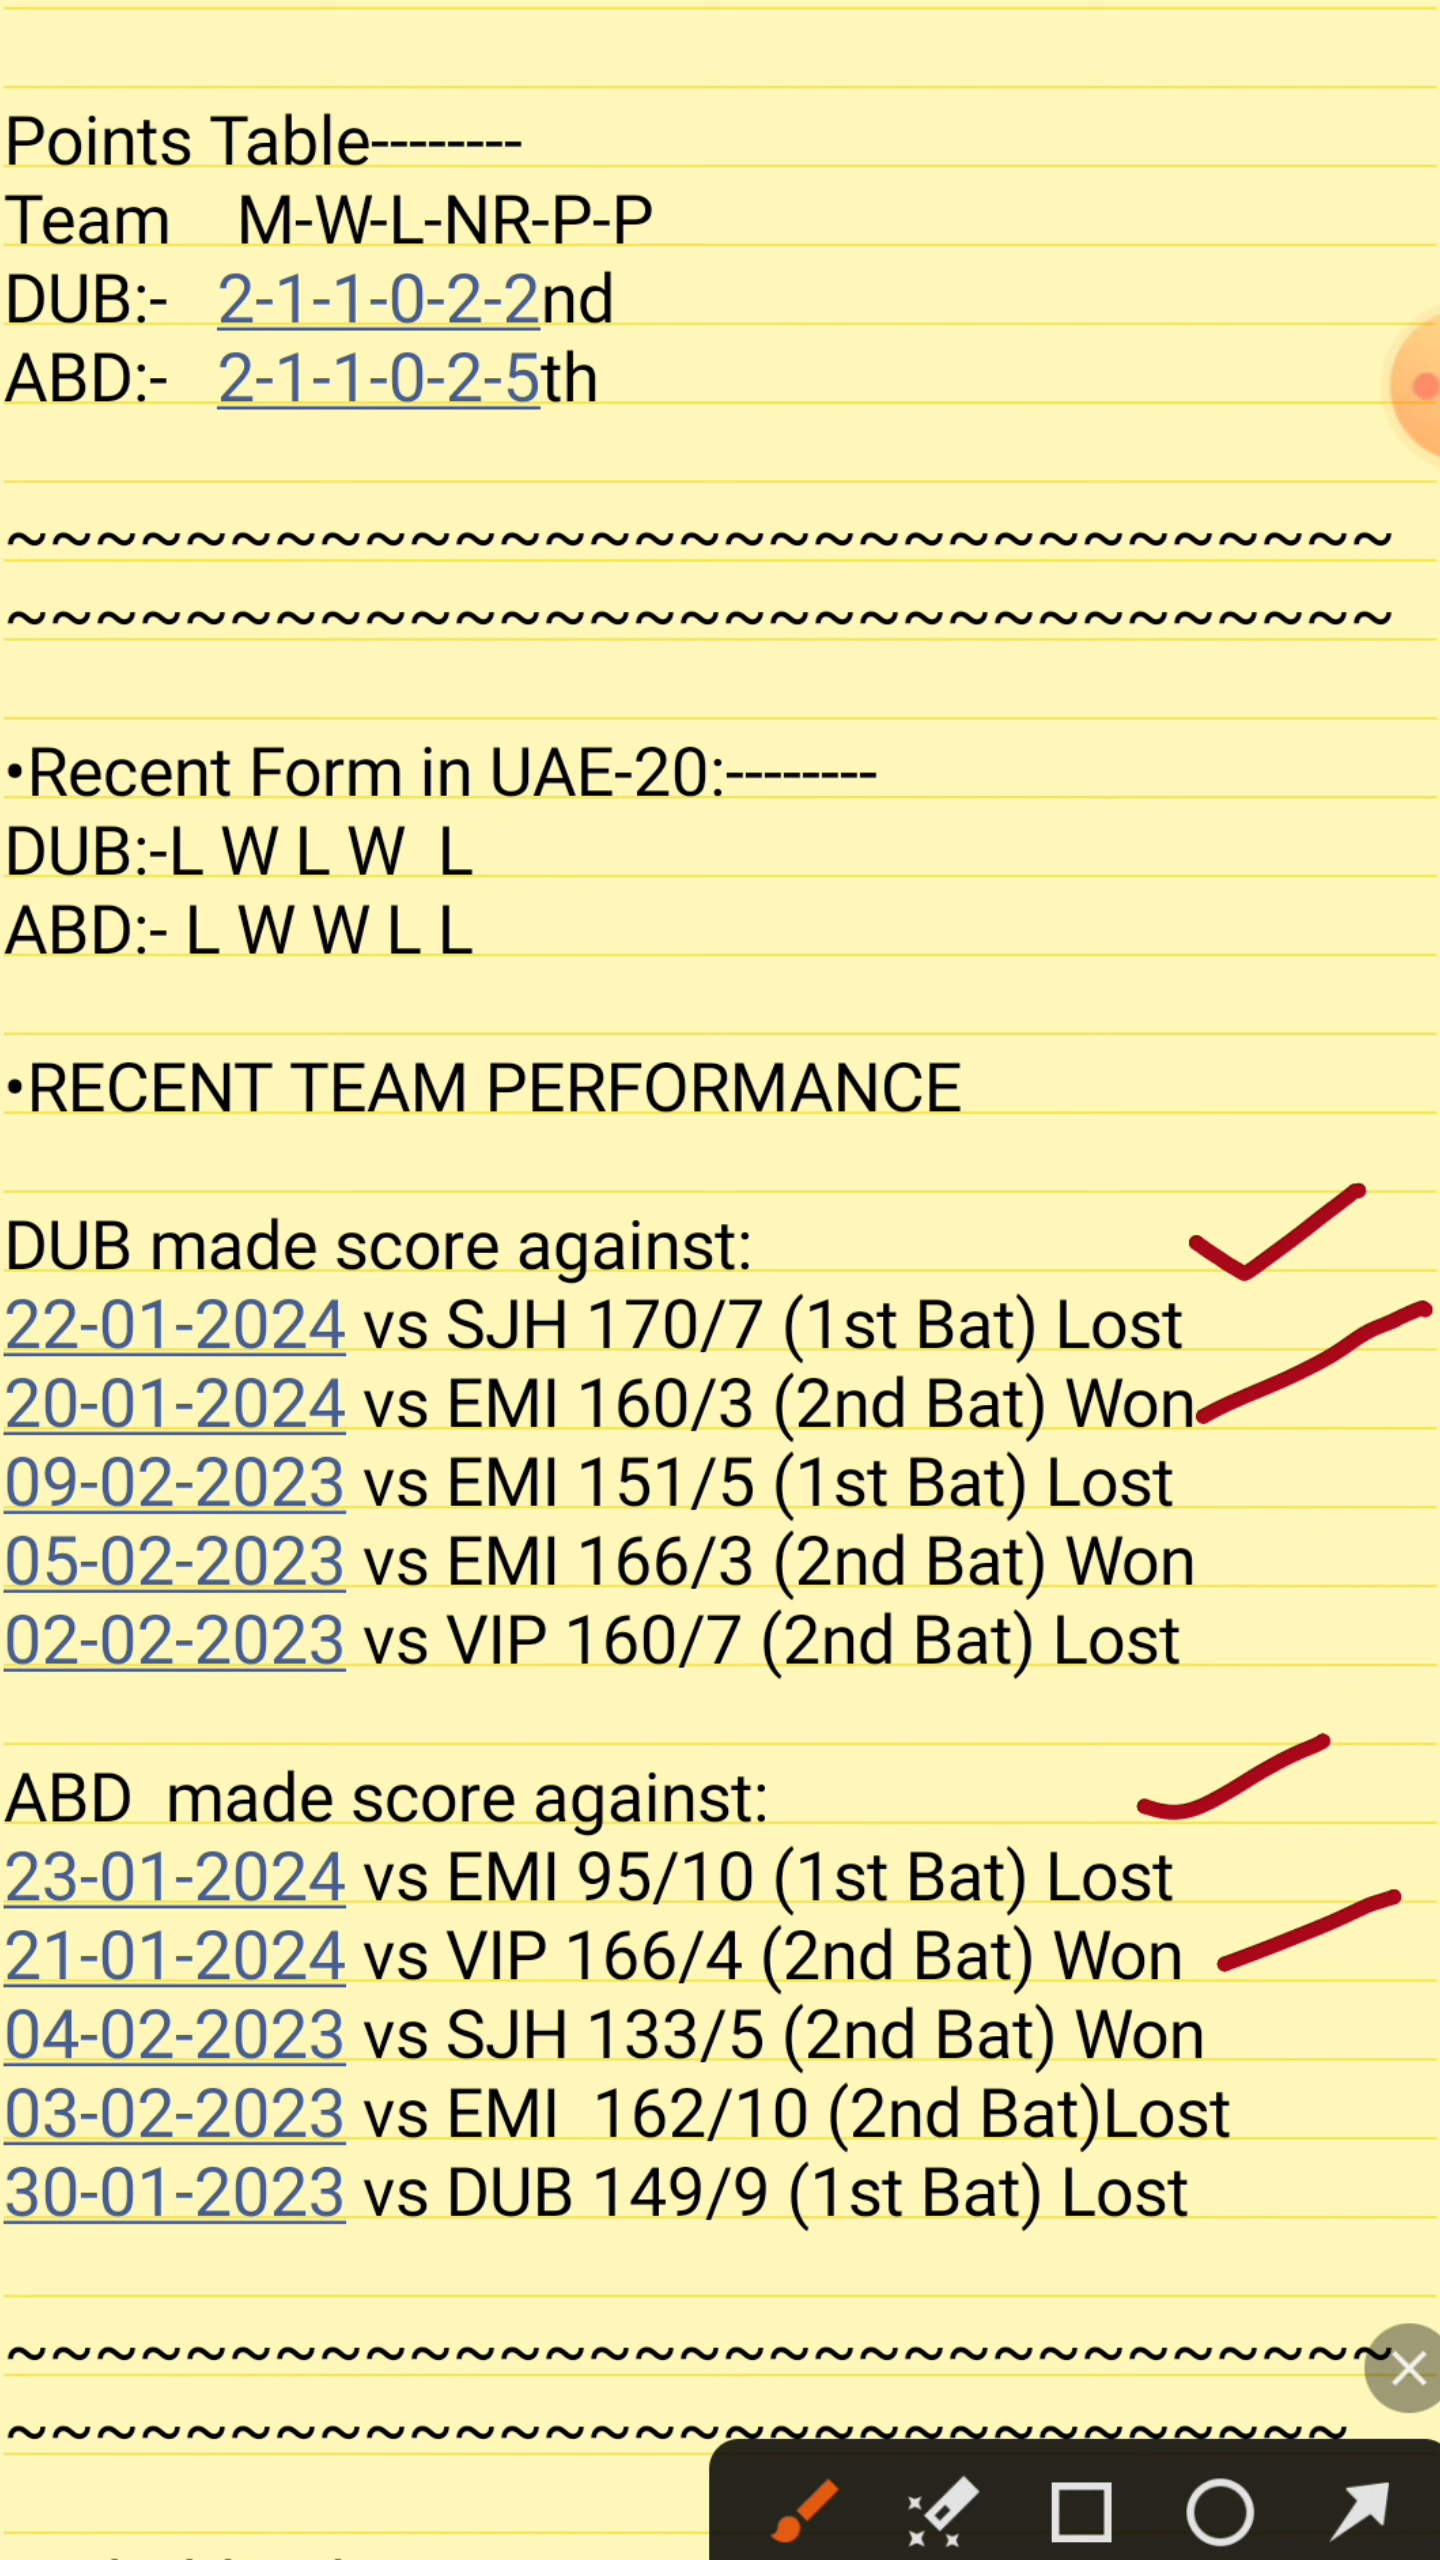 Points Table--------
Team M-W-L-NR-P-P
DUB:- 2-1-1-0-2-2nd
ABD:- 2-1-1-0-2-5th
~~~~~~~~~~~~~~~~~~~~~~~~~~~~~~~
~~~~~~~~~~~~~~~~~~~~~~~~~~~~~~~
•Recent Form in UAE-20:--------
DUB:-L W L W L
ABD:- L W W L L
•RECENT TEAM PERFORMANCE
DUB made score against:
22-01-2024 vs SJH 170/7 (1st Bat) Lost
20-01-2024 vs EMI 160/3 (2nd Bat) Won
09-02-2023 vs EMI 151/5 (1st Bat) Lost
05-02-2023 vs EMI 166/3 (2nd Bat) Won
02-02-2023 vs VIP 160/7 (2nd Bat) Lost
ABD made score against:
23-01-2024 vs EMI 95/10 (1st Bat) Lost
21-01-2024 vs VIP 166/4 (2nd Bat) Won
04-02-2023 vs SJH 133/5 (2nd Bat) Won
03-02-2023 vs EMI 162/10 (2nd Bat)Lost
30-01-2023 vs DUB 149/9 (1st Bat) Lost
~~~~~~~~~~~~~~~~~~~~~~~~~~~~~~~
~~~~~~~~~~~~~~~~~~~~~~~~~~~~~~